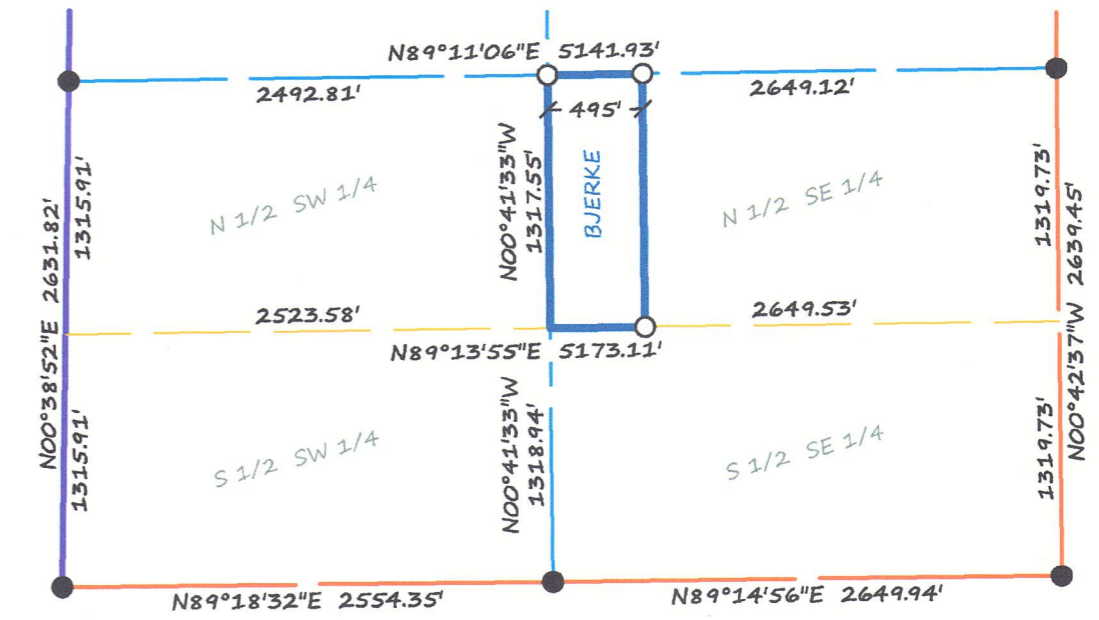 N89°11'06"E 5141.93'
2492.81'
2649.12'
495'
BJERKE
N00°41'33"W
1317.55'
N 1/2 SW 1/4
N 1/2 SE 1/4
1315.91'
N00°38'52"E 2631.82'
1319.73'
N00°42'37"W 2639.45'
2523.58'
2649.53'
N89°13'55"E 5173.11'
N00°41'33"W
1318.94'
S 1/2 SW 1/4
S 1/2 SE 1/4
1315.91'
1319.73'
N89°18'32"E 2554.35'
N89°14'56"E 2649.94'